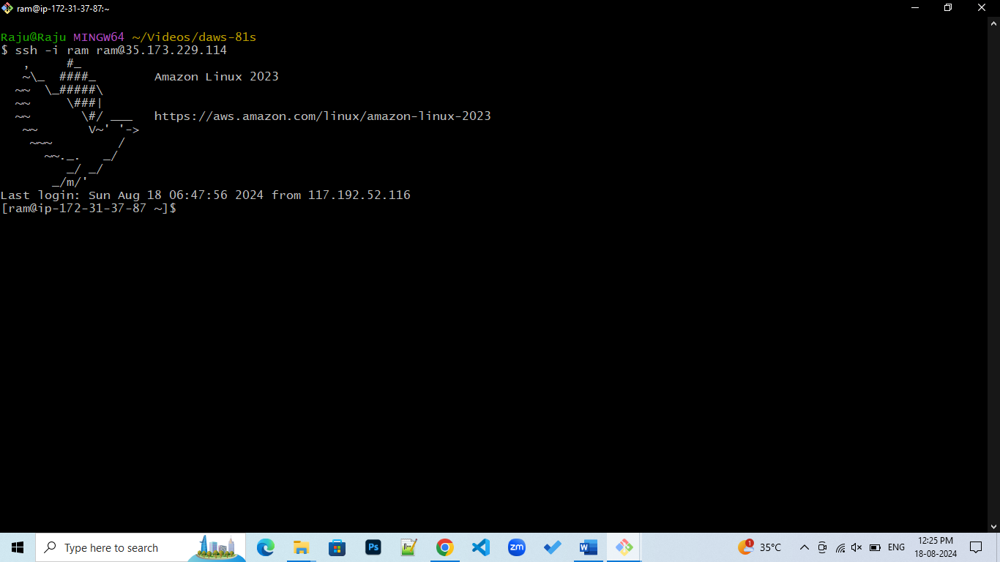 ram@ip-172-31-37-87:~
Raju@Raju MINGW64 ~/Videos/daws-81s
$ ssh -i ram ram@35.173.229.114
   ,     #_
   ~\_  ####_        Amazon Linux 2023
  ~~  \_#####\
  ~~     \###|
  ~~       \#/ ___   https://aws.amazon.com/linux/amazon-linux-2023
   ~~       V~' '->
    ~~~         /
      ~~._.   _/
         _/ _/
       _/m/'
Last login: Sun Aug 18 06:47:56 2024 from 117.192.52.116
[ram@ip-172-31-37-87 ~]$
Type here to search
Ps
zm
W
1
35°C
ENG
12:25 PM
18-08-2024